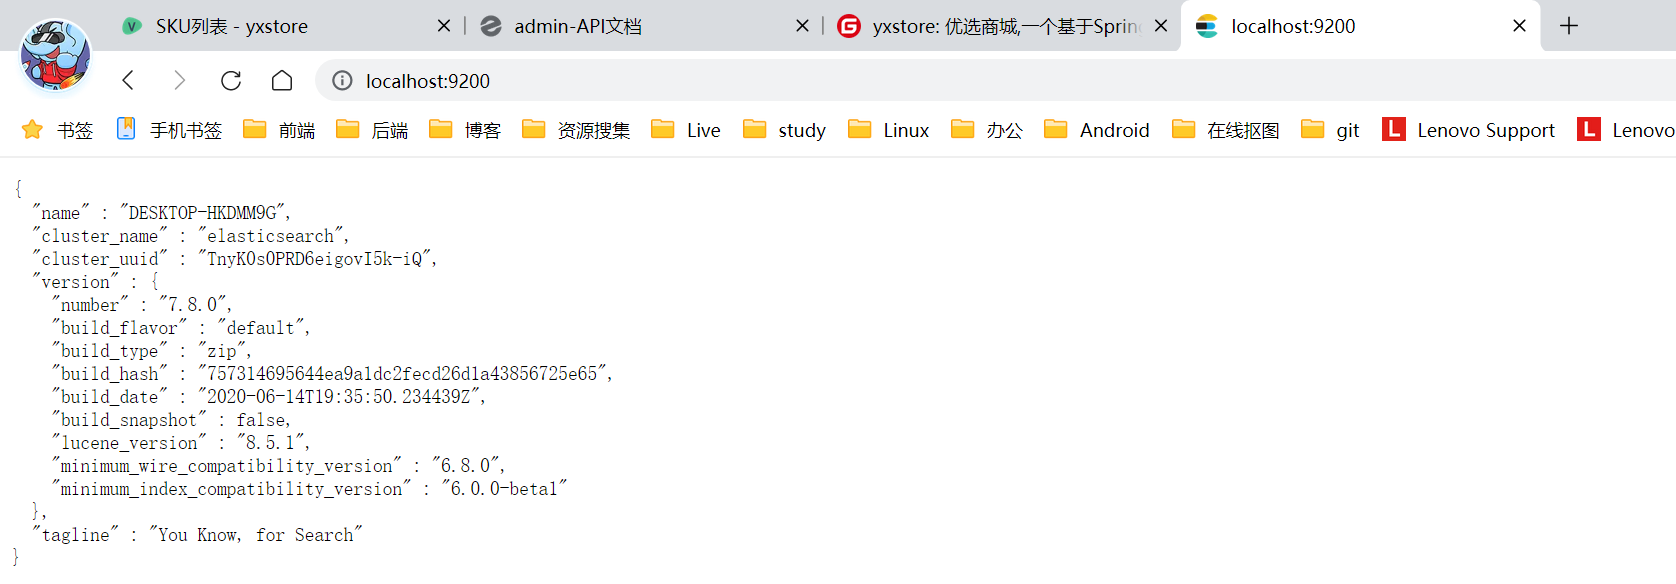 SKU列表 - yxstore
admin-API文档
yxstore: 优选商城,一个基于Sprin
localhost:9200
localhost:9200
书签 手机书签 前端 后端 博客 资源搜集 Live study Linux 办公 Android 在线抠图 git Lenovo Support Lenovo
{
"name" : "DESKTOP-HKDMM9G",
"cluster_name" : "elasticsearch",
"cluster_uuid" : "TnyK0sOPRD6eigovI5k-iQ",
"version" : {
"number" : "7.8.0",
"build_flavor" : "default",
"build_type" : "zip",
"build_hash" : "757314695644ea9a1dc2fecd26d1a43856725e65",
"build_date" : "2020-06-14T19:35:50.234439Z",
"build_snapshot" : false,
"lucene_version" : "8.5.1",
"minimum_wire_compatibility_version" : "6.8.0",
"minimum_index_compatibility_version" : "6.0.0-beta1"
},
"tagline" : "You Know, for Search"
}